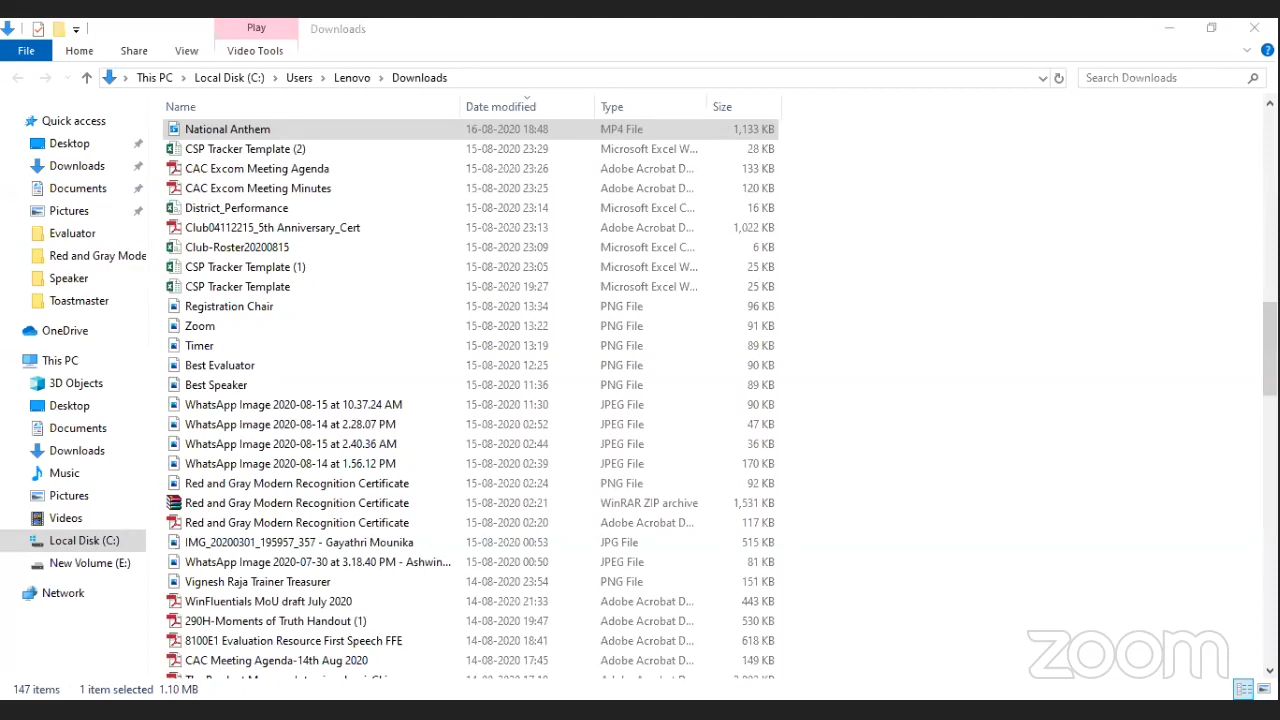 Play Downloads
File Home Share View Video Tools
This PC Local Disk (C:) Users Lenovo Downloads Search Downloads
Name Date modified Type Size
Quick access
Desktop
Downloads
Documents
Pictures
Evaluator
Red and Gray Mode
Speaker
Toastmaster
OneDrive
This PC
3D Objects
Desktop
Documents
Downloads
Music
Pictures
Videos
Local Disk (C:)
New Volume (E:)
Network
National Anthem 16-08-2020 18:48 MP4 File 1,133 KB
CSP Tracker Template (2) 15-08-2020 23:29 Microsoft Excel W... 28 KB
CAC Excom Meeting Agenda 15-08-2020 23:26 Adobe Acrobat D... 133 KB
CAC Excom Meeting Minutes 15-08-2020 23:25 Adobe Acrobat D... 120 KB
District_Performance 15-08-2020 23:14 Microsoft Excel C... 16 KB
Club04112215_5th Anniversary_Cert 15-08-2020 23:13 Adobe Acrobat D... 1,022 KB
Club-Roster20200815 15-08-2020 23:09 Microsoft Excel C... 6 KB
CSP Tracker Template (1) 15-08-2020 23:05 Microsoft Excel W... 25 KB
CSP Tracker Template 15-08-2020 19:27 Microsoft Excel W... 25 KB
Registration Chair 15-08-2020 13:34 PNG File 96 KB
Zoom 15-08-2020 13:22 PNG File 91 KB
Timer 15-08-2020 13:19 PNG File 89 KB
Best Evaluator 15-08-2020 12:25 PNG File 90 KB
Best Speaker 15-08-2020 11:36 PNG File 89 KB
WhatsApp Image 2020-08-15 at 10.37.24 AM 15-08-2020 11:30 JPEG File 90 KB
WhatsApp Image 2020-08-14 at 2.28.07 PM 15-08-2020 02:52 JPEG File 47 KB
WhatsApp Image 2020-08-15 at 2.40.36 AM 15-08-2020 02:44 JPEG File 36 KB
WhatsApp Image 2020-08-14 at 1.56.12 PM 15-08-2020 02:39 JPEG File 170 KB
Red and Gray Modern Recognition Certificate 15-08-2020 02:24 PNG File 92 KB
Red and Gray Modern Recognition Certificate 15-08-2020 02:21 WinRAR ZIP archive 1,531 KB
Red and Gray Modern Recognition Certificate 15-08-2020 02:20 Adobe Acrobat D... 117 KB
IMG_20200301_195957_357 - Gayathri Mounika 15-08-2020 00:53 JPG File 515 KB
WhatsApp Image 2020-07-30 at 3.18.40 PM - Ashwin... 15-08-2020 00:50 JPEG File 81 KB
Vignesh Raja Trainer Treasurer 14-08-2020 23:54 PNG File 151 KB
WinFluentials MoU draft July 2020 14-08-2020 21:33 Adobe Acrobat D... 443 KB
290H-Moments of Truth Handout (1) 14-08-2020 19:47 Adobe Acrobat D... 530 KB
8100E1 Evaluation Resource First Speech FFE 14-08-2020 18:41 Adobe Acrobat D... 618 KB
CAC Meeting Agenda-14th Aug 2020 14-08-2020 17:45 Adobe Acrobat D... 149 KB
zoom
147 items 1 item selected 1.10 MB